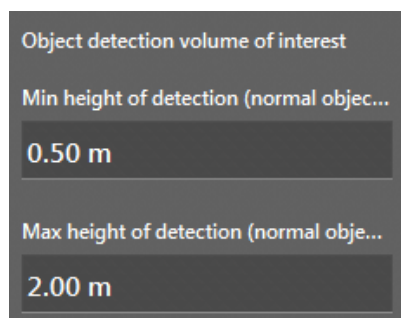 Object detection volume of interest
Min height of detection (normal objec...
0.50 m
Max height of detection (normal obje...
2.00 m